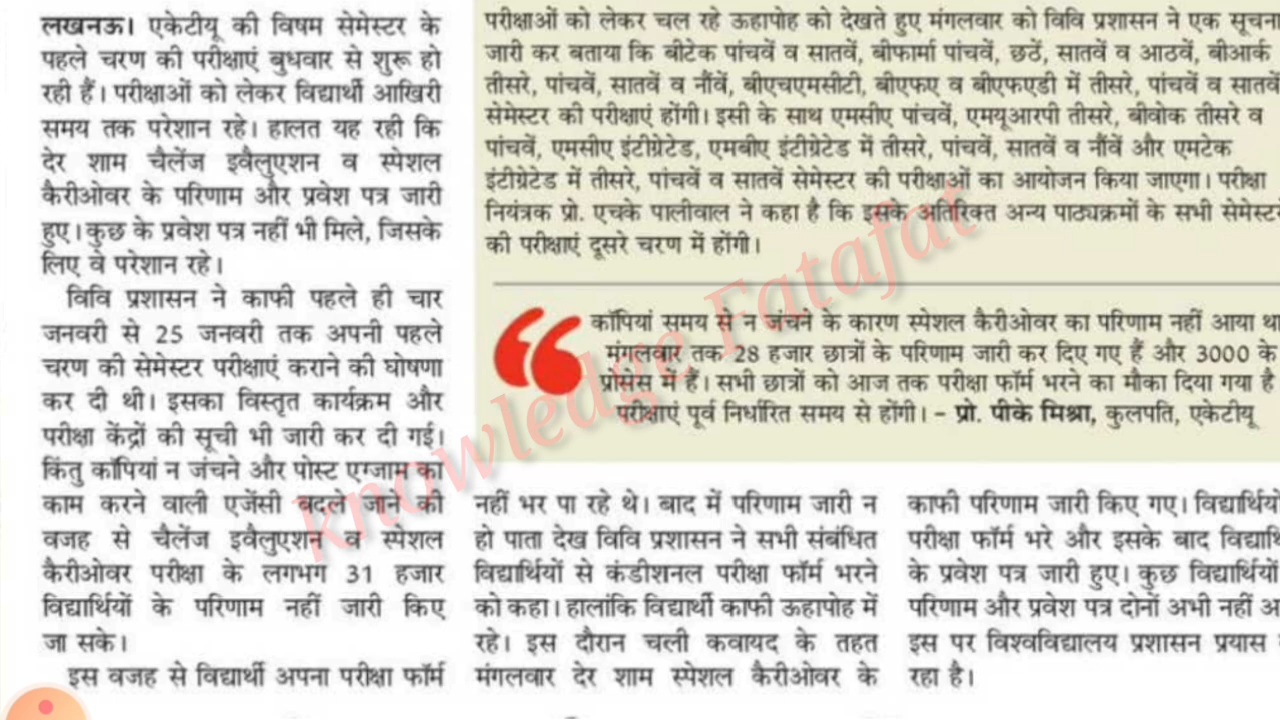 लखनऊ। एकेटीयू की विषम सेमेस्टर के
पहले चरण की परीक्षाएं बुधवार से शुरू हो
रही हैं। परीक्षाओं को लेकर विद्यार्थी आखिरी
समय तक परेशान रहे। हालत यह रही कि
देर शाम चैलेंज इवैलुएशन व स्पेशल
कैरीओवर के परिणाम और प्रवेश पत्र जारी
हुए। कुछ के प्रवेश पत्र नहीं भी मिले, जिसके
लिए वे परेशान रहे।
विवि प्रशासन ने काफी पहले ही चार
जनवरी से 25 जनवरी तक अपनी पहले
चरण की सेमेस्टर परीक्षाएं कराने की घोषणा
कर दी थी। इसका विस्तृत कार्यक्रम और
परीक्षा केंद्रों की सूची भी जारी कर दी गई।
किंतु कॉपियां न जंचने और पोस्ट एग्जाम का
काम करने वाली एजेंसी बदले जाने की
वजह से चैलेंज इवैलुएशन व स्पेशल
कैरीओवर परीक्षा के लगभग 31 हजार
विद्यार्थियों के परिणाम नहीं जारी किए
जा सके।
इस वजह से विद्यार्थी अपना परीक्षा फॉर्म
परीक्षाओं को लेकर चल रहे ऊहापोह को देखते हुए मंगलवार को विवि प्रशासन ने एक सूचना
जारी कर बताया कि बीटेक पांचवें व सातवें, बीफार्मा पांचवें, छठें, सातवें व आठवें, बीआर्क
तीसरे, पांचवें, सातवें व नौंवें, बीएचएमसीटी, बीएफए व बीएफएडी में तीसरे, पांचवें व सातवें
सेमेस्टर की परीक्षाएं होंगी। इसी के साथ एमसीए पांचवें, एमयूआरपी तीसरे, बीवोक तीसरे व
पांचवें, एमसीए इंटीग्रेटेड, एमबीए इंटीग्रेटेड में तीसरे, पांचवें, सातवें व नौंवें और एमटेक
इंटीग्रेटेड में तीसरे, पांचवें व सातवें सेमेस्टर की परीक्षाओं का आयोजन किया जाएगा। परीक्षा
नियंत्रक प्रो. एचके पालीवाल ने कहा है कि इसके अतिरिक्त अन्य पाठ्यक्रमों के सभी सेमेस्टर
की परीक्षाएं दूसरे चरण में होंगी।
कॉपियां समय से न जंचने के कारण स्पेशल कैरीओवर का परिणाम नहीं आया था
मंगलवार तक 28 हजार छात्रों के परिणाम जारी कर दिए गए हैं और 3000 के
प्रोसेस में हैं। सभी छात्रों को आज तक परीक्षा फॉर्म भरने का मौका दिया गया है
परीक्षाएं पूर्व निर्धारित समय से होंगी। – प्रो. पीके मिश्रा, कुलपति, एकेटीयू
नहीं भर पा रहे थे। बाद में परिणाम जारी न
हो पाता देख विवि प्रशासन ने सभी संबंधित
विद्यार्थियों से कंडीशनल परीक्षा फॉर्म भरने
को कहा। हालांकि विद्यार्थी काफी ऊहापोह में
रहे। इस दौरान चली कवायद के तहत
मंगलवार देर शाम स्पेशल कैरीओवर के
काफी परिणाम जारी किए गए। विद्यार्थियों
परीक्षा फॉर्म भरे और इसके बाद
के प्रवेश पत्र जारी हुए। कुछ विद्यार्थियों
परिणाम और प्रवेश पत्र दोनों अभी नहीं
इस पर विश्वविद्यालय प्रशासन प्रयास
रहा है।
knowledge Fatafat